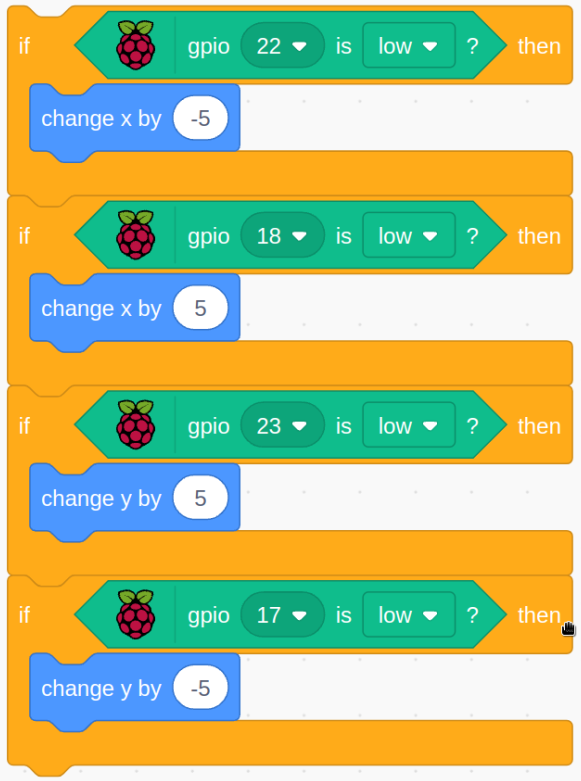 if gpio 22 is low ? then
change x by -5
if gpio 18 is low ? then
change x by 5
if gpio 23 is low ? then
change y by 5
if gpio 17 is low ? then
change y by -5